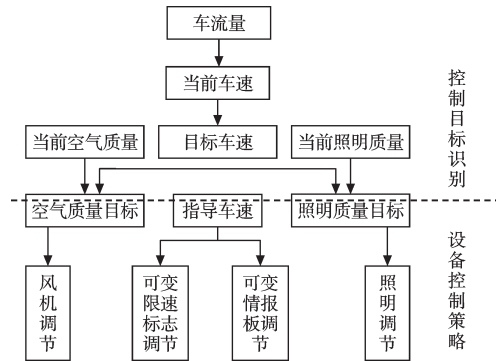 车流量
当前车速
当前空气质量
目标车速
当前照明质量
控制目标识别
空气质量目标
指导车速
照明质量目标
风机调节
可变限速标志调节
可变情报板调节
照明调节
设备控制策略